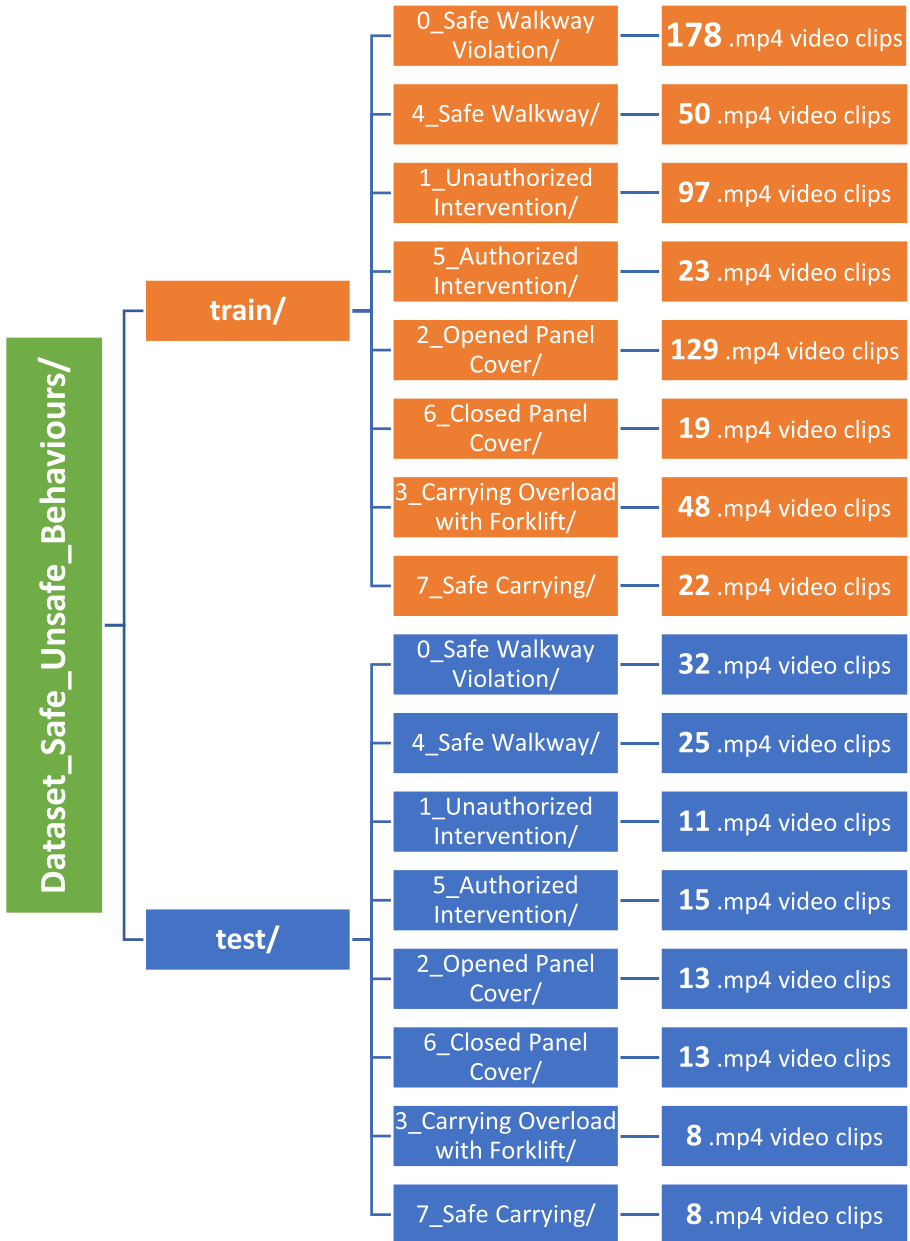 Dataset_Safe_Unsafe_Behaviours/
train/
0_Safe Walkway
Violation/
178 .mp4 video clips
4_Safe Walkway/
50 .mp4 video clips
1_Unauthorized
Intervention/
97 .mp4 video clips
5_Authorized
Intervention/
23 .mp4 video clips
2_Opened Panel
Cover/
129 .mp4 video clips
6_Closed Panel
Cover/
19 .mp4 video clips
3_Carrying Overload
with Forklift/
48 .mp4 video clips
7_Safe Carrying/
22 .mp4 video clips
test/
0_Safe Walkway
Violation/
32 .mp4 video clips
4_Safe Walkway/
25 .mp4 video clips
1_Unauthorized
Intervention/
11 .mp4 video clips
5_Authorized
Intervention/
15 .mp4 video clips
2_Opened Panel
Cover/
13 .mp4 video clips
6_Closed Panel
Cover/
13 .mp4 video clips
3_Carrying Overload
with Forklift/
8 .mp4 video clips
7_Safe Carrying/
8 .mp4 video clips